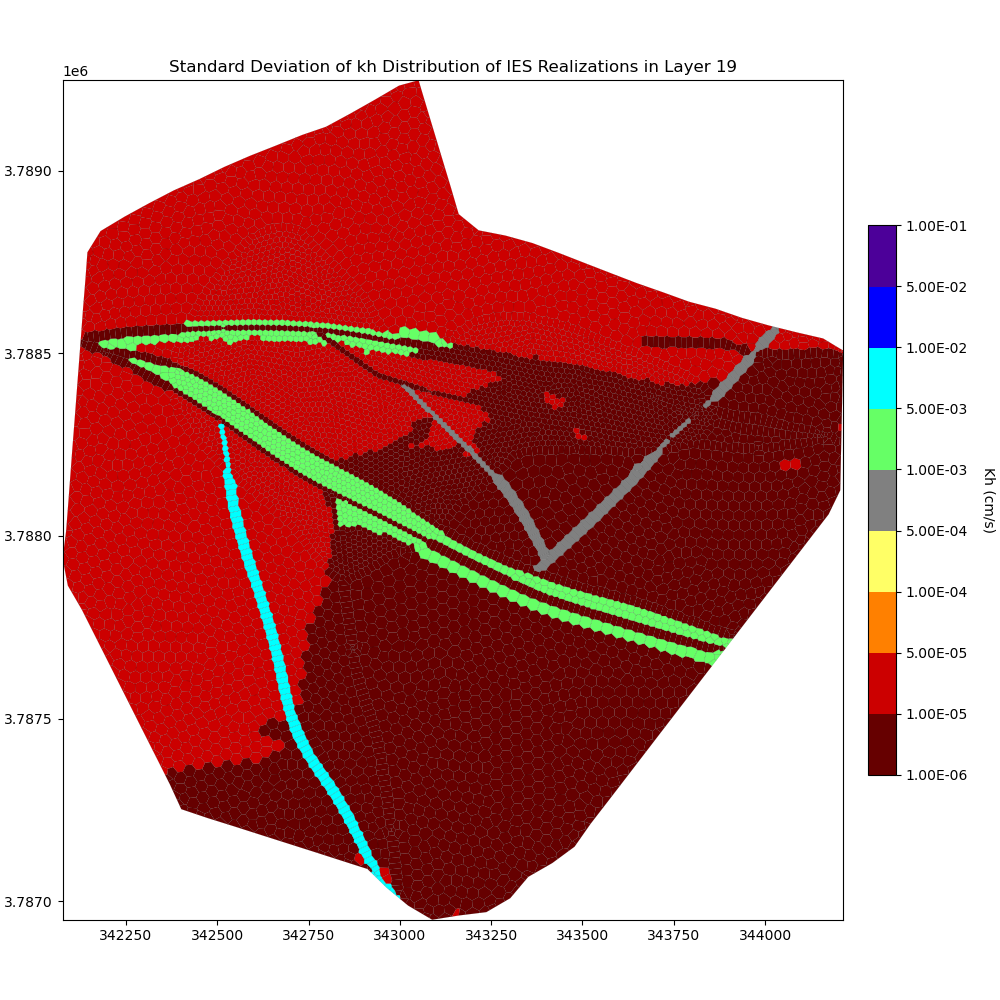 Standard Deviation of kh Distribution of IES Realizations in Layer 19
1e6
3.7890
3.7885
3.7880
3.7875
3.7870
342250 342500 342750 343000 343250 343500 343750 344000
1.00E-01
5.00E-02
1.00E-02
5.00E-03
1.00E-03
5.00E-04
1.00E-04
5.00E-05
1.00E-05
1.00E-06
Kh (cm/s)